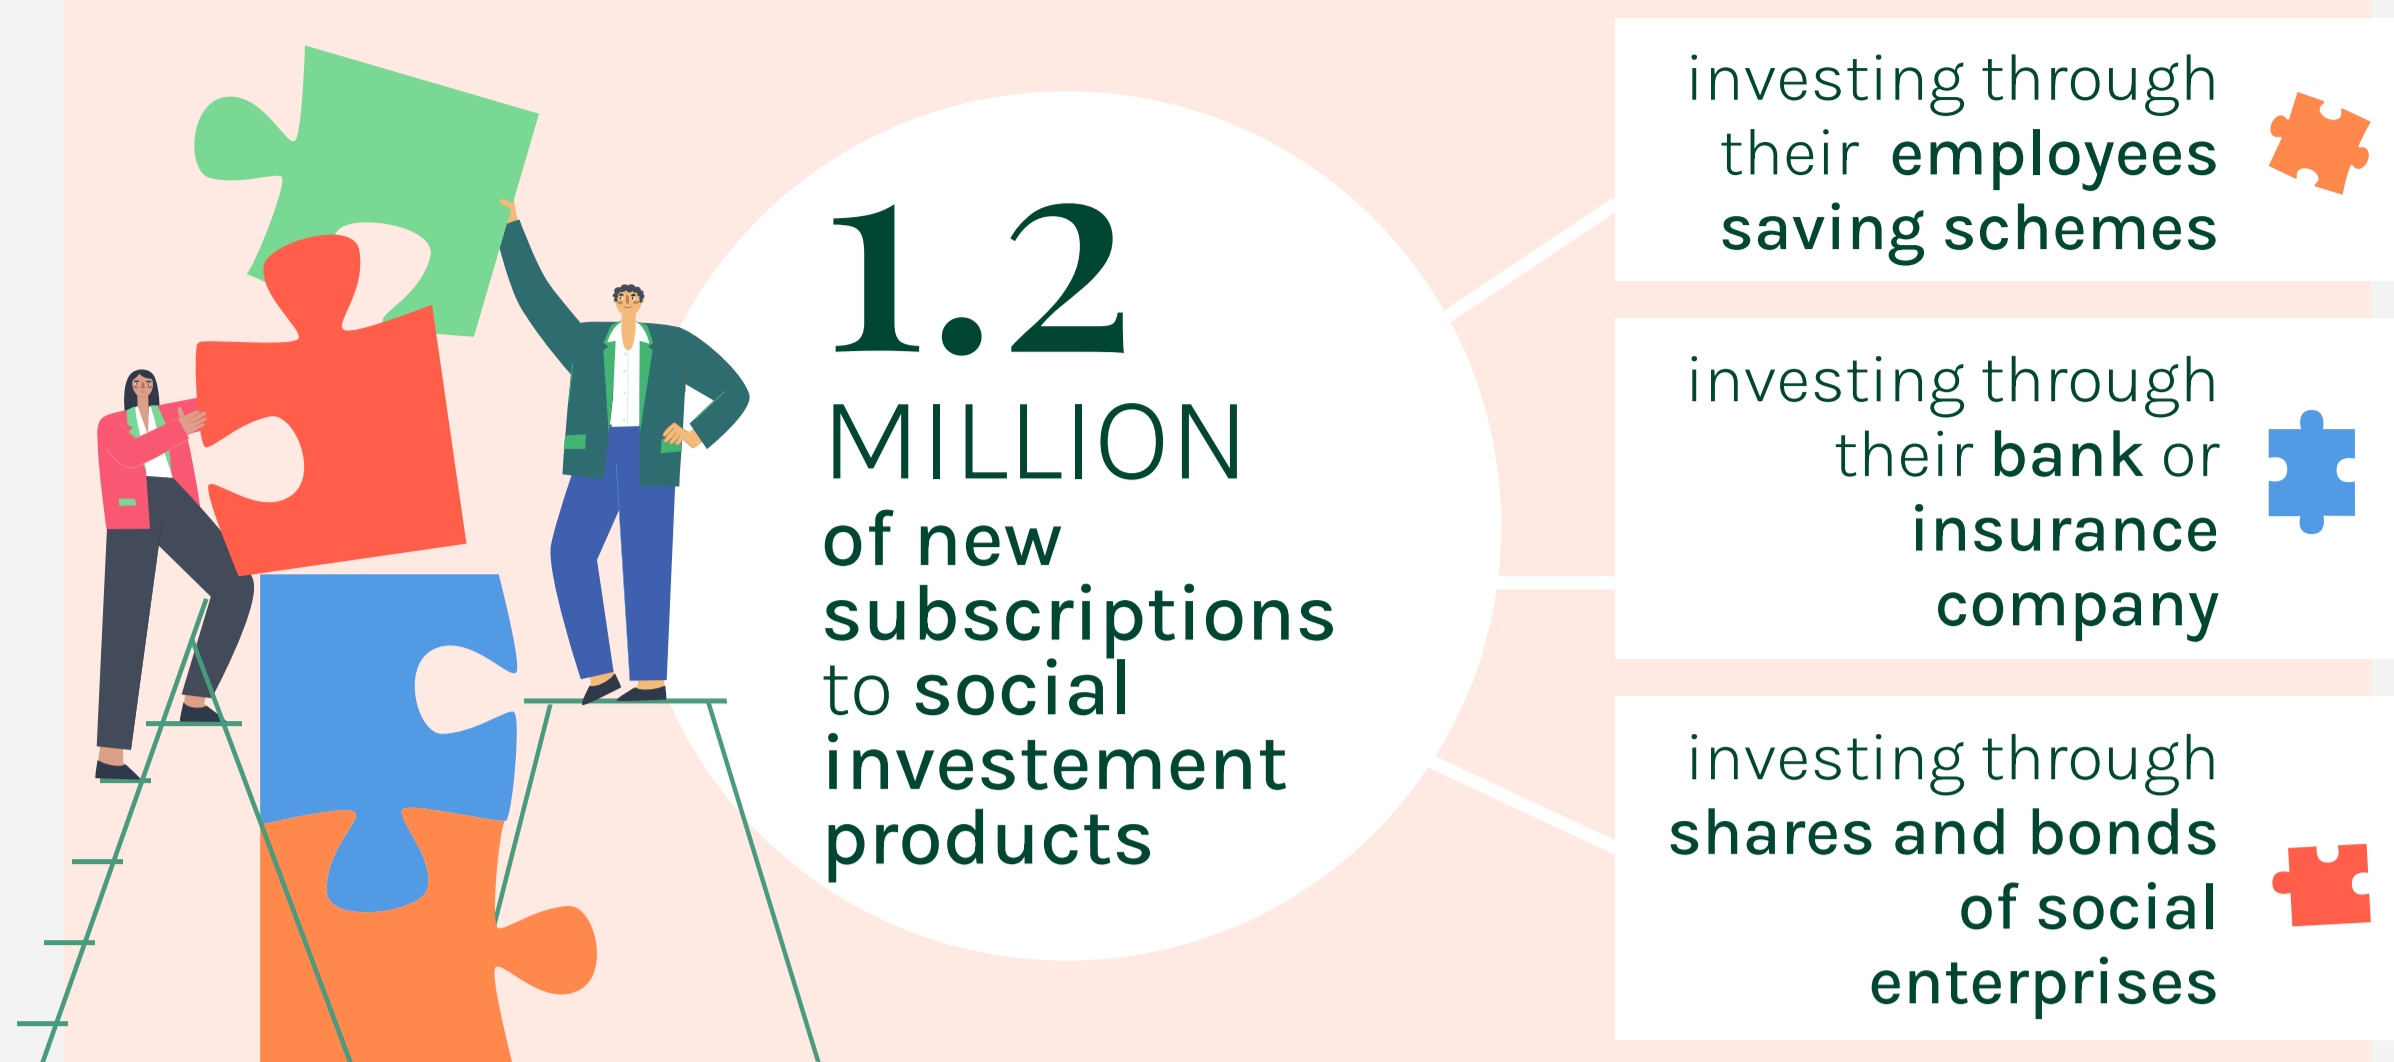 1.2
MILLION
of new
subscriptions
to social
investement
products
investing through
their employees
saving schemes
investing through
their bank or
insurance
company
investing through
shares and bonds
of social
enterprises